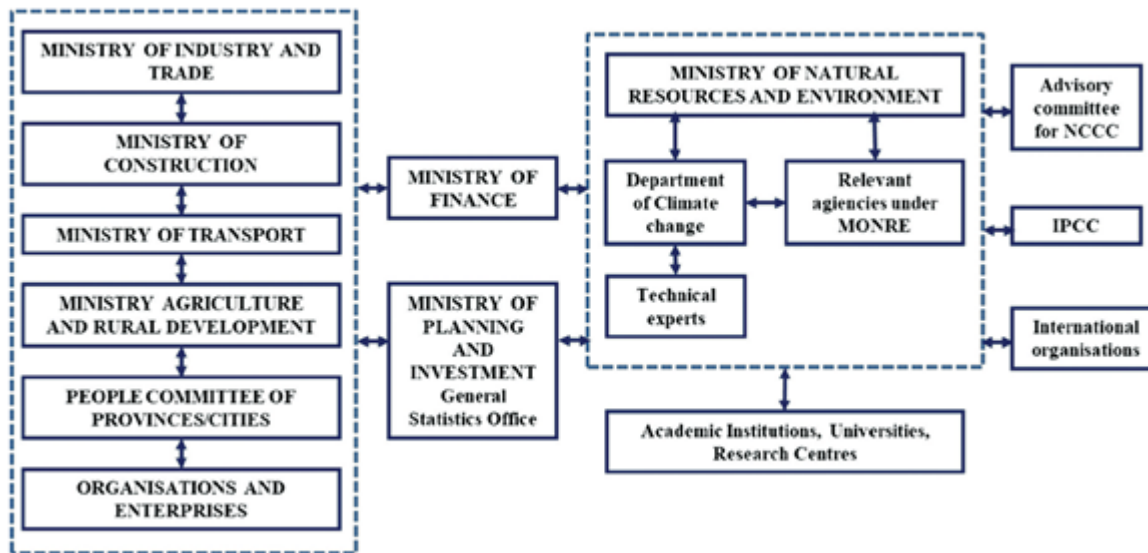 MINISTRY OF INDUSTRY AND
TRADE
MINISTRY OF
CONSTRUCTION
MINISTRY OF TRANSPORT
MINISTRY AGRICULTURE
AND RURAL DEVELOPMENT
PEOPLE COMMITTEE OF
PROVINCES/CITIES
ORGANISATIONS AND
ENTERPRISES
MINISTRY OF
FINANCE
MINISTRY OF
PLANNING
AND
INVESTMENT
General
Statistics Office
MINISTRY OF NATURAL
RESOURCES AND ENVIRONMENT
Department
of Climate
change
Relevant
agiencies under
MONRE
Technical
experts
Academic Institutions, Universities,
Research Centres
Advisory
committee
for NCCC
IPCC
International
organisations